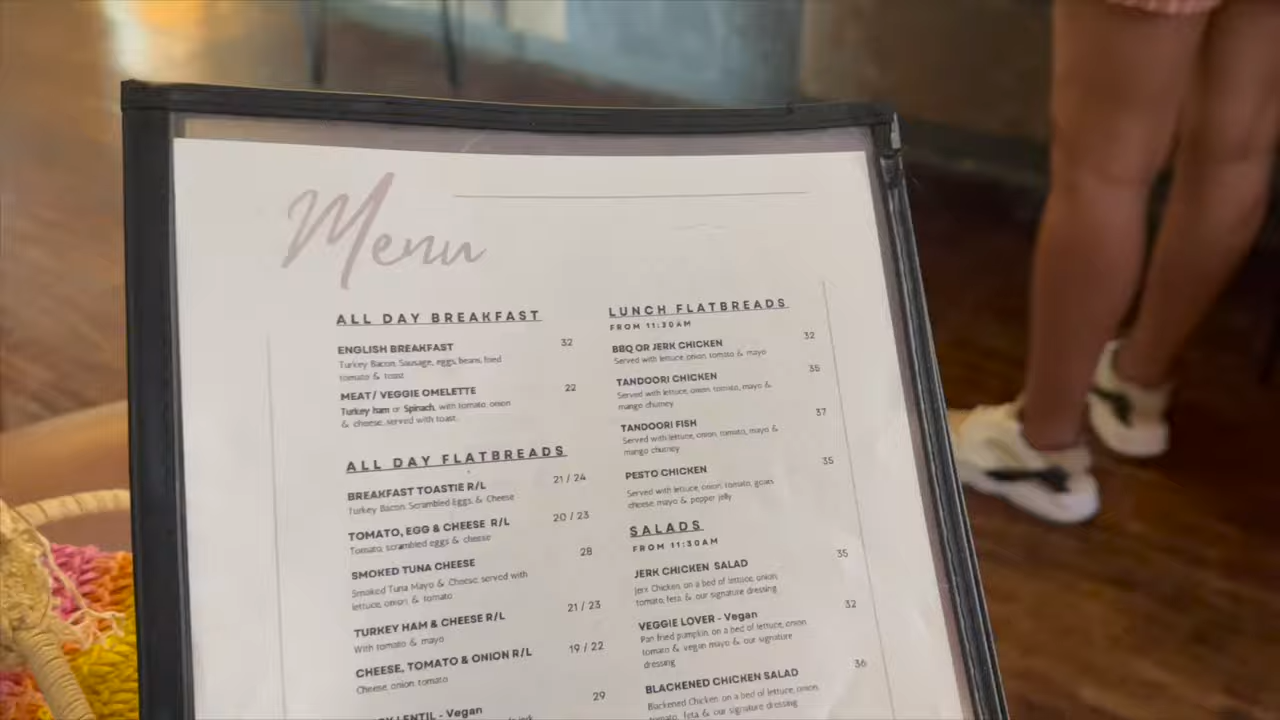 Menu
ALL DAY BREAKFAST
ENGLISH BREAKFAST 32
Turkey Bacon, Sausage, eggs, beans, fried
tomato & toast
MEAT/ VEGGIE OMELETTE 22
Turkey ham or Spinach, with tomato, onion
& cheese, served with toast.
ALL DAY FLATBREADS
BREAKFAST TOASTIE R/L 21 / 24
Turkey Bacon, Scrambled Eggs, & Cheese
TOMATO, EGG & CHEESE R/L 20 / 23
Tomato, scrambled eggs & cheese
SMOKED TUNA CHEESE 28
Smoked Tuna Mayo & Cheese, served with
lettuce, onion, & tomato
TURKEY HAM & CHEESE R/L 21 / 23
With tomato & mayo
CHEESE, TOMATO & ONION R/L 19 / 22
Cheese, onion, tomato
LENTIL - Vegan 29
LUNCH FLATBREADS
FROM 11:30AM
BBQ OR JERK CHICKEN 32
Served with lettuce, onion, tomato & mayo
TANDOORI CHICKEN 35
Served with lettuce, onion, tomato, mayo &
mango chutney
TANDOORI FISH 37
Served with lettuce, onion, tomato, mayo &
mango chutney
PESTO CHICKEN 35
Served with lettuce, onion, tomato, goats
cheese, mayo & pepper jelly
SALADS
FROM 11:30AM
JERK CHICKEN SALAD 35
Jerk Chicken, on a bed of lettuce, onion,
tomato, feta & our signature dressing
VEGGIE LOVER - Vegan 32
Pan fried pumpkin, on a bed of lettuce, onion,
tomato & vegan mayo & our signature
dressing
BLACKENED CHICKEN SALAD 36
Blackened Chicken, on a bed of lettuce, onion,
tomato, feta & our signature dressing